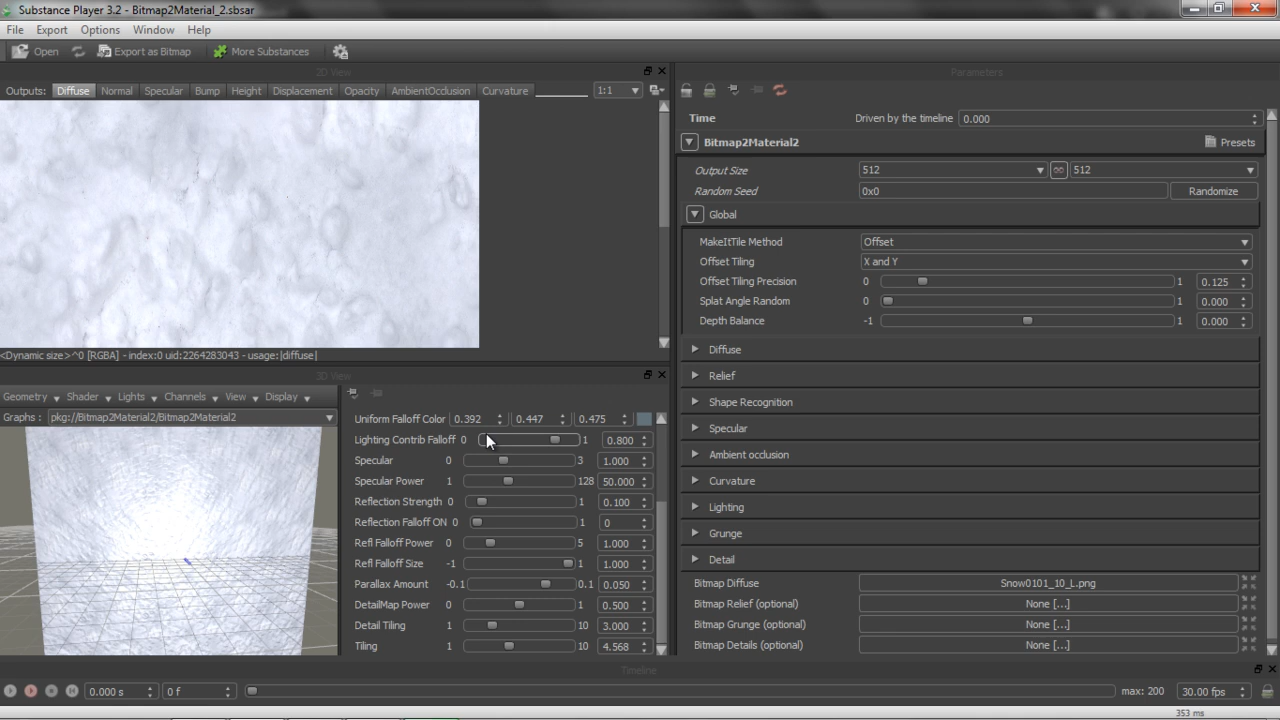 Substance Player 3.2 - Bitmap2Material_2.sbsar
File Export Options Window Help
Open Export as Bitmap More Substances
2D View
Parameters
Outputs: Diffuse Normal Specular Bump Height Displacement Opacity AmbientOcclusion Curvature 1:1
<Dynamic size>^0 [RGBA] - index:0 uid:2264283043 - usage:|diffuse|
3D View
Geometry Shader Lights Channels View Display
Graphs : pkg://Bitmap2Material2/Bitmap2Material2
Uniform Falloff Color 0.392 0.447 0.475
Lighting Contrib Falloff 0 1 0.800
Specular 0 3 1.000
Specular Power 1 128 50.000
Reflection Strength 0 1 0.100
Reflection Falloff ON 0 1 0
Refl Falloff Power 0 5 1.000
Refl Falloff Size -1 1 1.000
Parallax Amount -0.1 0.1 0.050
DetailMap Power 0 1 0.500
Detail Tiling 1 10 3.000
Tiling 1 10 4.568
Time Driven by the timeline 0.000
Bitmap2Material2 Presets
Output Size 512 512
Random Seed 0x0 Randomize
Global
MakeItTile Method Offset
Offset Tiling X and Y
Offset Tiling Precision 0 1 0.125
Splat Angle Random 0 1 0.000
Depth Balance -1 1 0.000
Diffuse
Relief
Shape Recognition
Specular
Ambient occlusion
Curvature
Lighting
Grunge
Detail
Bitmap Diffuse Snow0101_10_L.png
Bitmap Relief (optional) None [...]
Bitmap Grunge (optional) None [...]
Bitmap Details (optional) None [...]
Timeline
0.000 s 0 f max: 200 30.00 fps
353 ms